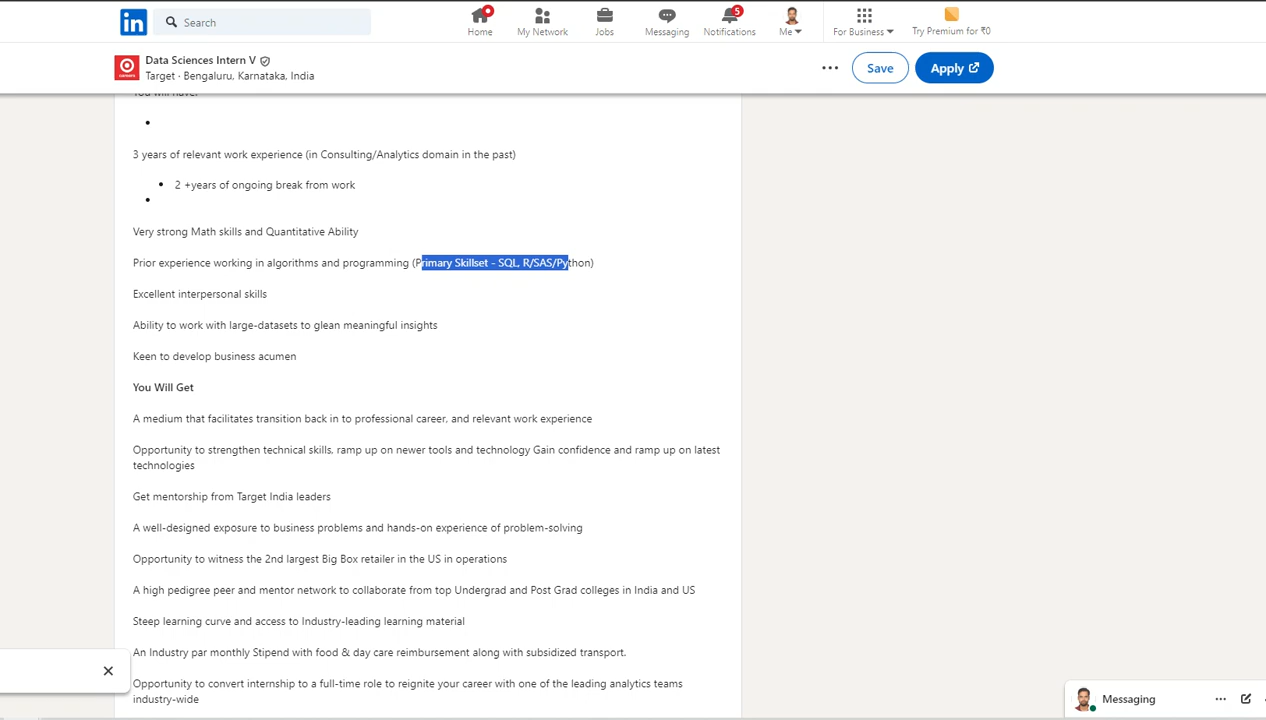 in
Search
Home
My Network
Jobs
Messaging
5
Notifications
Me
For Business
Try Premium for ₹0
Data Sciences Intern V
Target · Bengaluru, Karnataka, India
Save
Apply
You will have:
3 years of relevant work experience (in Consulting/Analytics domain in the past)
2 +years of ongoing break from work
Very strong Math skills and Quantitative Ability
Prior experience working in algorithms and programming (Primary Skillset - SQL, R/SAS/Python)
Excellent interpersonal skills
Ability to work with large-datasets to glean meaningful insights
Keen to develop business acumen
You Will Get
A medium that facilitates transition back in to professional career, and relevant work experience
Opportunity to strengthen technical skills, ramp up on newer tools and technology Gain confidence and ramp up on latest
technologies
Get mentorship from Target India leaders
A well-designed exposure to business problems and hands-on experience of problem-solving
Opportunity to witness the 2nd largest Big Box retailer in the US in operations
A high pedigree peer and mentor network to collaborate from top Undergrad and Post Grad colleges in India and US
Steep learning curve and access to Industry-leading learning material
An Industry par monthly Stipend with food & day care reimbursement along with subsidized transport.
Opportunity to convert internship to a full-time role to reignite your career with one of the leading analytics teams
industry-wide
Messaging